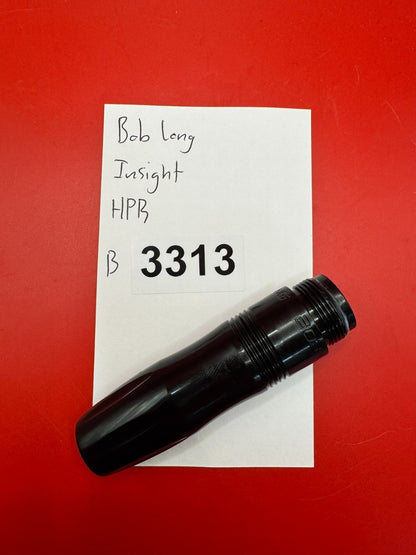 Bob Long
Insight
HPR
B 3313